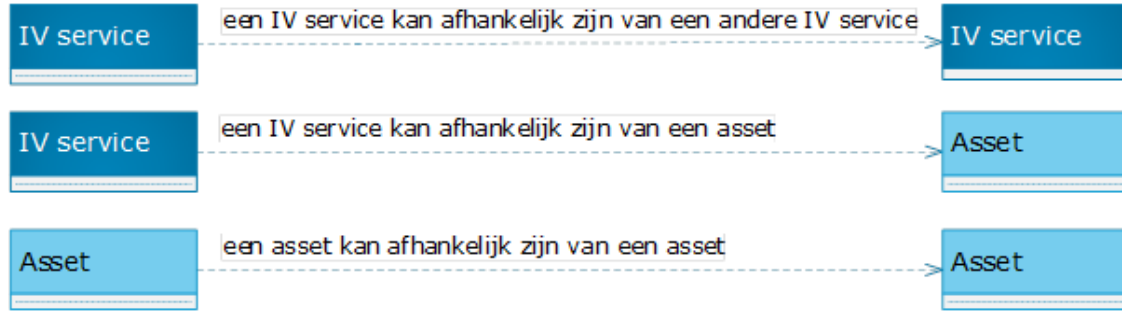 IV service
een IV service kan afhankelijk zijn van een andere IV service
IV service
IV service
een IV service kan afhankelijk zijn van een asset
Asset
Asset
een asset kan afhankelijk zijn van een asset
Asset